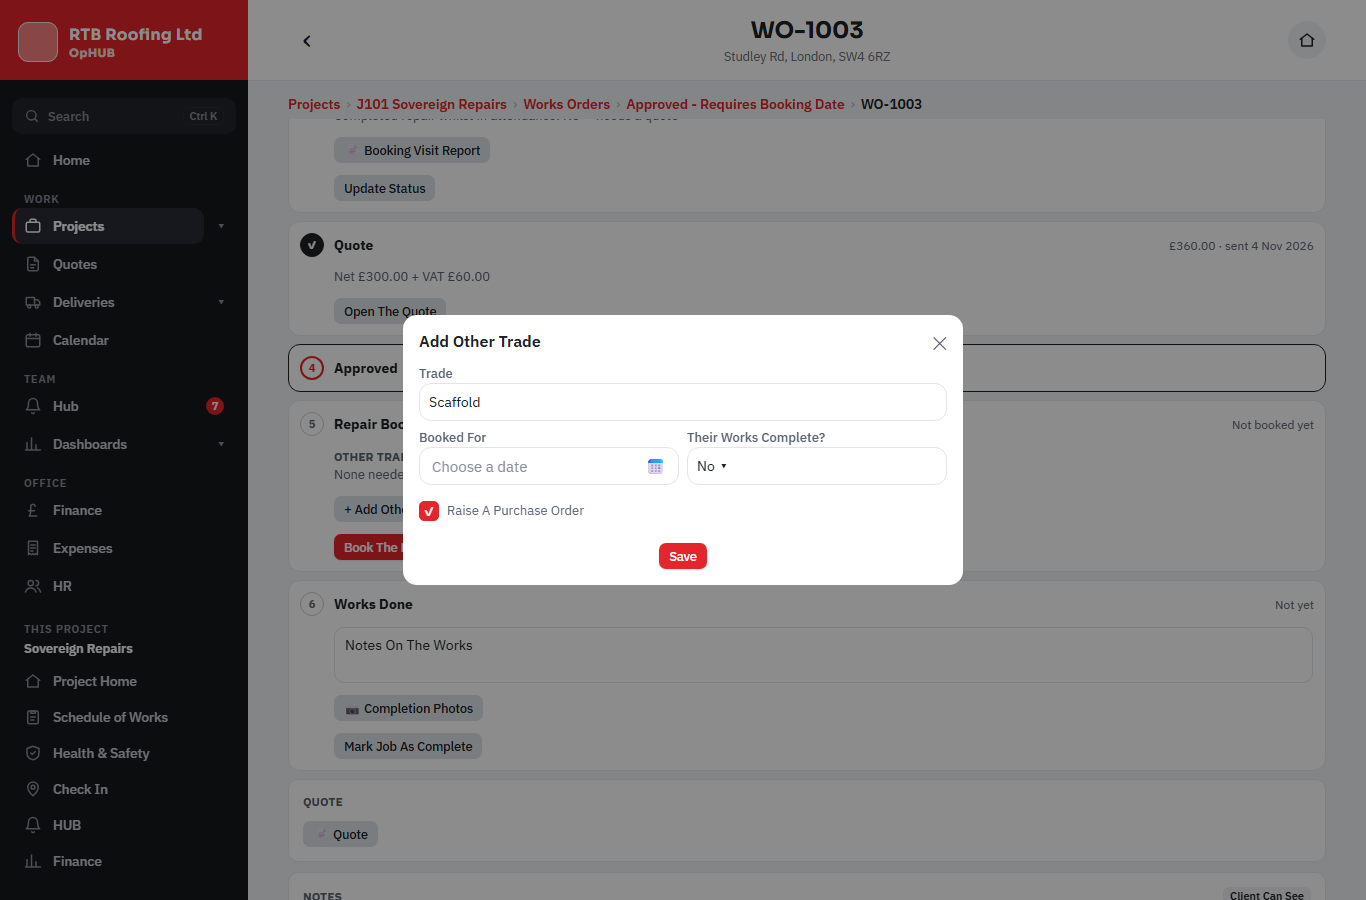 RTB Roofing Ltd
OpHUB
Search
Ctrl K
Home
WORK
Projects
Quotes
Deliveries
Calendar
TEAM
Hub
7
Dashboards
OFFICE
Finance
Expenses
HR
THIS PROJECT
Sovereign Repairs
Project Home
Schedule of Works
Health & Safety
Check In
HUB
Finance
WO-1003
Studley Rd, London, SW4 6RZ
Projects › J101 Sovereign Repairs › Works Orders › Approved - Requires Booking Date › WO-1003
Booking Visit Report
Update Status
Quote
£360.00 · sent 4 Nov 2026
Net £300.00 + VAT £60.00
Open The Quote
4 Approved
5 Repair Boo
Not booked yet
OTHER TRA
None neede
+ Add Oth
Book The
Add Other Trade
Trade
Scaffold
Booked For
Their Works Complete?
Choose a date
No
Raise A Purchase Order
Save
6 Works Done
Not yet
Notes On The Works
Completion Photos
Mark Job As Complete
QUOTE
Quote
NOTES
Client Can See